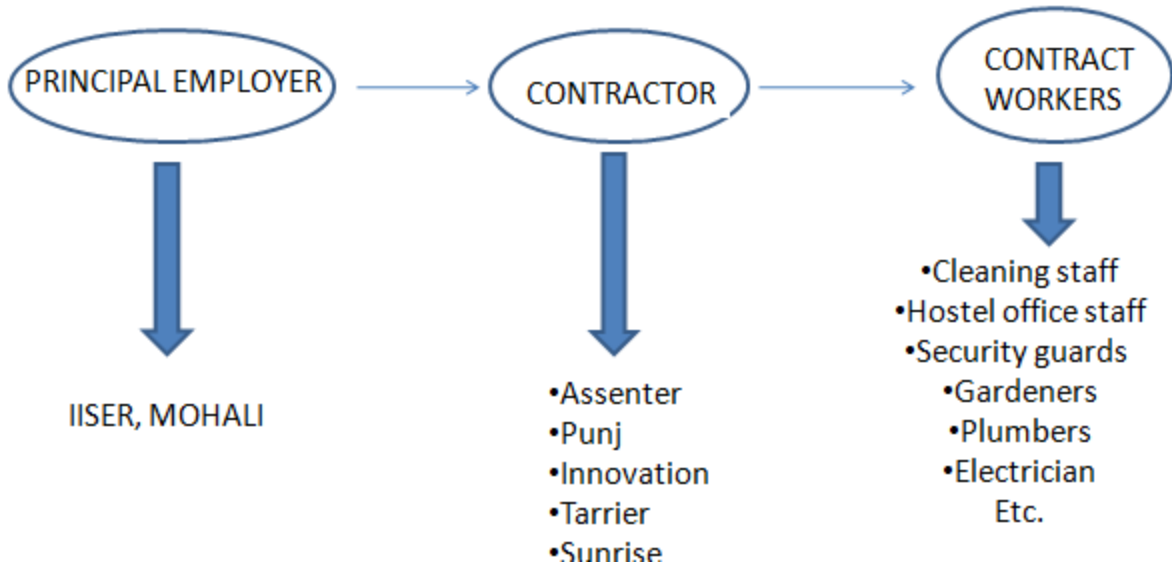 PRINCIPAL EMPLOYER
CONTRACTOR
CONTRACT
WORKERS
IISER, MOHALI
•Assenter
•Punj
•Innovation
•Tarrier
•Sunrise
•Cleaning staff
•Hostel office staff
•Security guards
•Gardeners
•Plumbers
•Electrician
Etc.